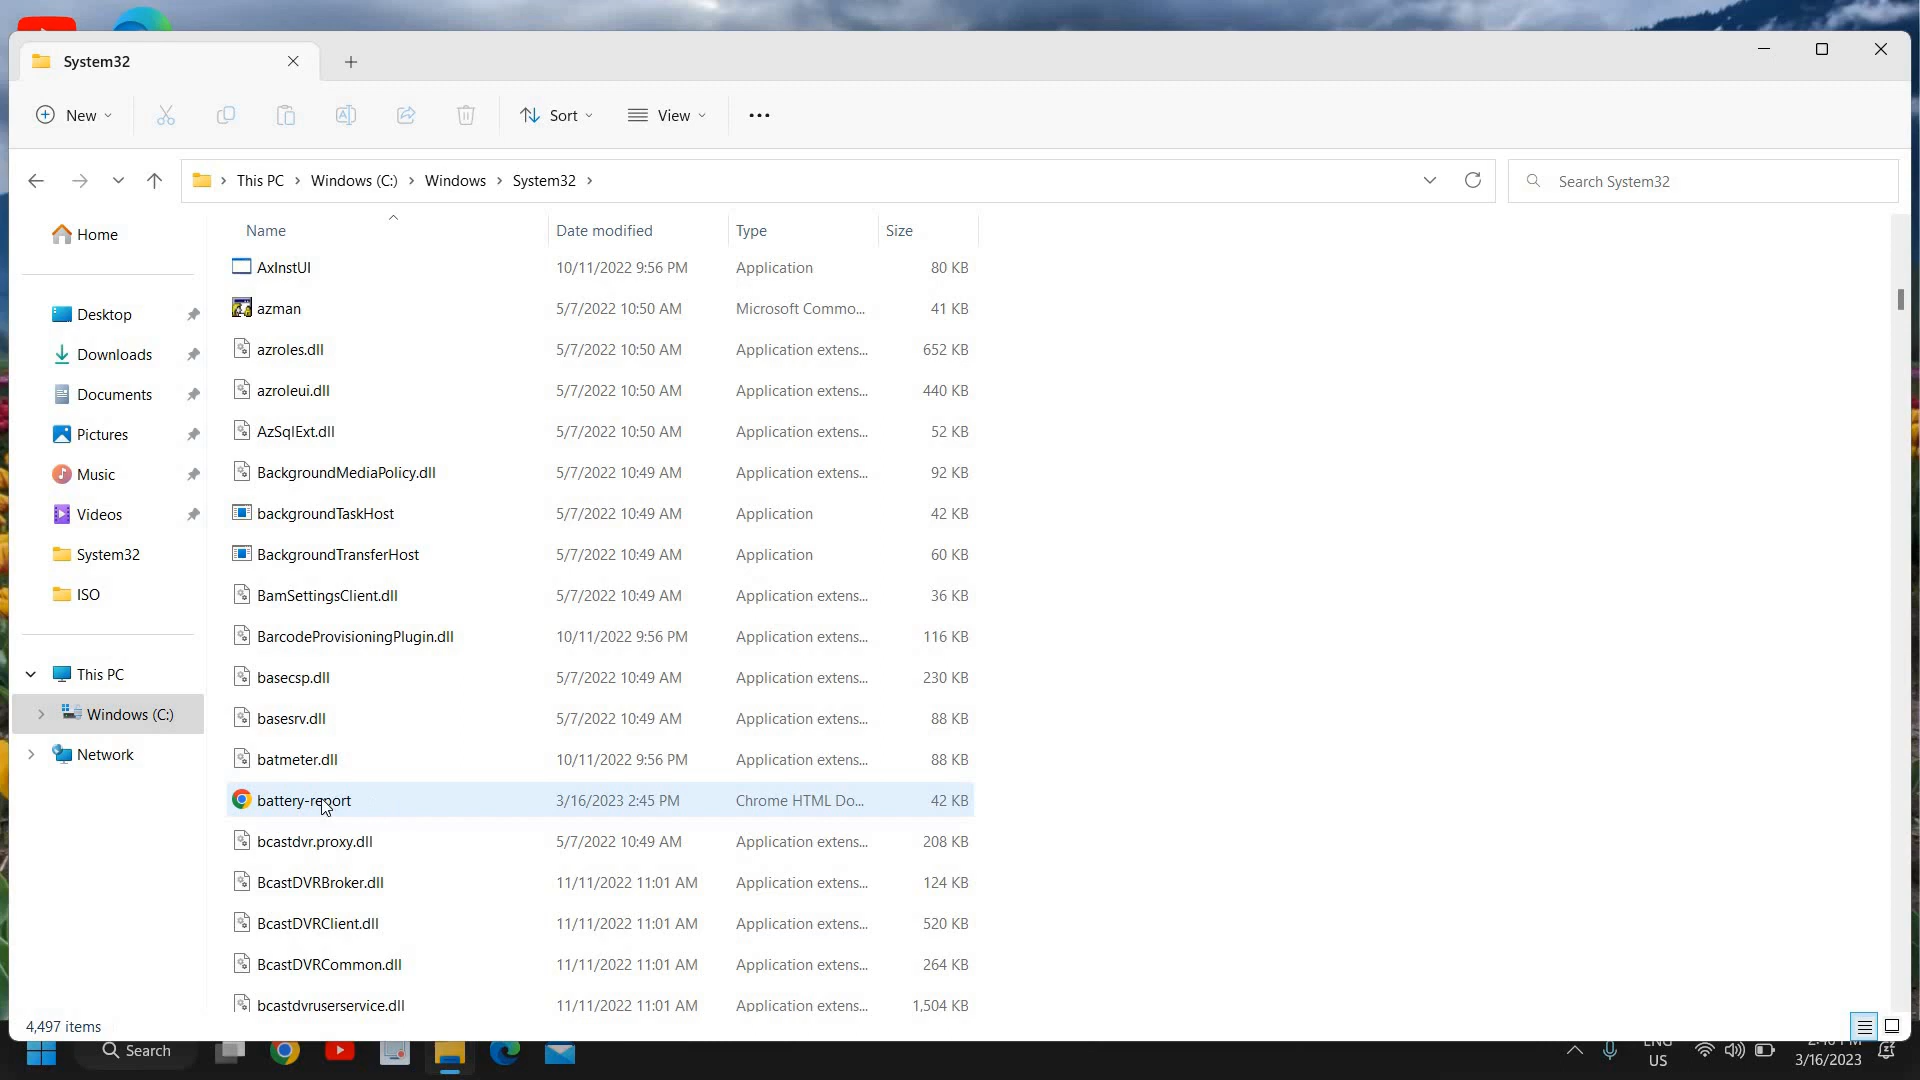 System32
New
Sort
View
This PC
Windows (C:)
Windows
System32
Search System32
Name
Date modified
Type
Size
Home
Desktop
Downloads
Documents
Pictures
Music
Videos
System32
ISO
This PC
Windows (C:)
Network
AxInstUI 10/11/2022 9:56 PM Application 80 KB
azman 5/7/2022 10:50 AM Microsoft Commo... 41 KB
azroles.dll 5/7/2022 10:50 AM Application extens... 652 KB
azroleui.dll 5/7/2022 10:50 AM Application extens... 440 KB
AzSqlExt.dll 5/7/2022 10:50 AM Application extens... 52 KB
BackgroundMediaPolicy.dll 5/7/2022 10:49 AM Application extens... 92 KB
backgroundTaskHost 5/7/2022 10:49 AM Application 42 KB
BackgroundTransferHost 5/7/2022 10:49 AM Application 60 KB
BamSettingsClient.dll 5/7/2022 10:49 AM Application extens... 36 KB
BarcodeProvisioningPlugin.dll 10/11/2022 9:56 PM Application extens... 116 KB
basecsp.dll 5/7/2022 10:49 AM Application extens... 230 KB
basesrv.dll 5/7/2022 10:49 AM Application extens... 88 KB
batmeter.dll 10/11/2022 9:56 PM Application extens... 88 KB
battery-report 3/16/2023 2:45 PM Chrome HTML Do... 42 KB
bcastdvr.proxy.dll 5/7/2022 10:49 AM Application extens... 208 KB
BcastDVRBroker.dll 11/11/2022 11:01 AM Application extens... 124 KB
BcastDVRClient.dll 11/11/2022 11:01 AM Application extens... 520 KB
BcastDVRCommon.dll 11/11/2022 11:01 AM Application extens... 264 KB
bcastdvruserservice.dll 11/11/2022 11:01 AM Application extens... 1,504 KB
4,497 items
Search
ENG
US
3/16/2023